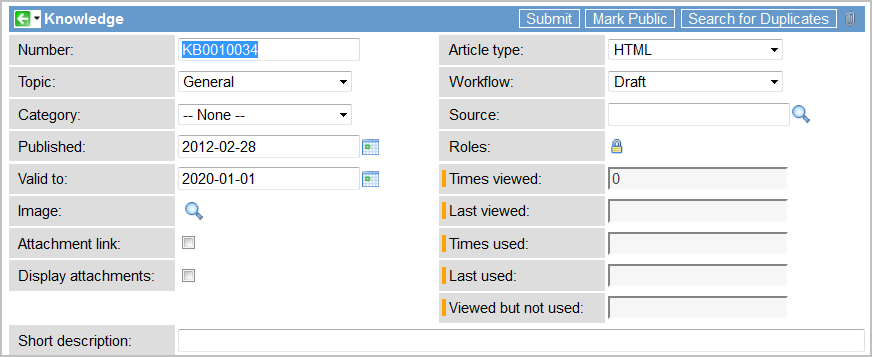 Knowledge Submit Mark Public Search for Duplicates
Number: KB0010034 Article type: HTML
Topic: General Workflow: Draft
Category: -- None -- Source:
Published: 2012-02-28 Roles:
Valid to: 2020-01-01 Times viewed: 0
Image: Last viewed:
Attachment link: Times used:
Display attachments: Last used:
Viewed but not used:
Short description: